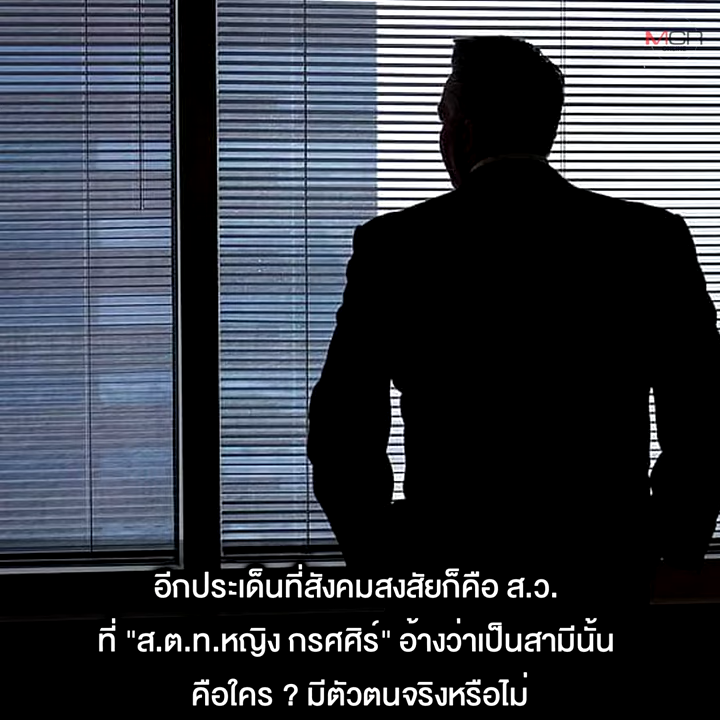 MCR
อีกประเด็นที่สังคมสงสัยก็คือ ส.ว.
ที่ "ส.ต.ท.หญิง กรศศิร์" อ้างว่าเป็นสามีนั้น
คือใคร ? มีตัวตนจริงหรือไม่